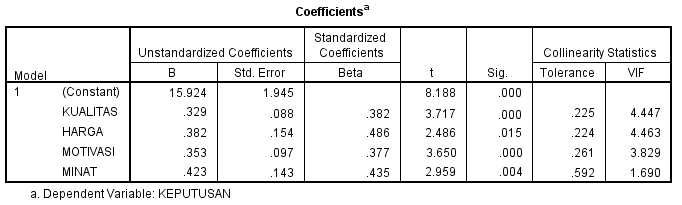 Coefficientsa
Unstandardized Coefficients Standardized Coefficients Collinearity Statistics
Model B Std. Error Beta t Sig. Tolerance VIF
1 (Constant) 15.924 1.945 8.188 .000
KUALITAS .329 .088 .382 3.717 .000 .225 4.447
HARGA .382 .154 .486 2.486 .015 .224 4.463
MOTIVASI .353 .097 .377 3.650 .000 .261 3.829
MINAT .423 .143 .435 2.959 .004 .592 1.690
a. Dependent Variable: KEPUTUSAN